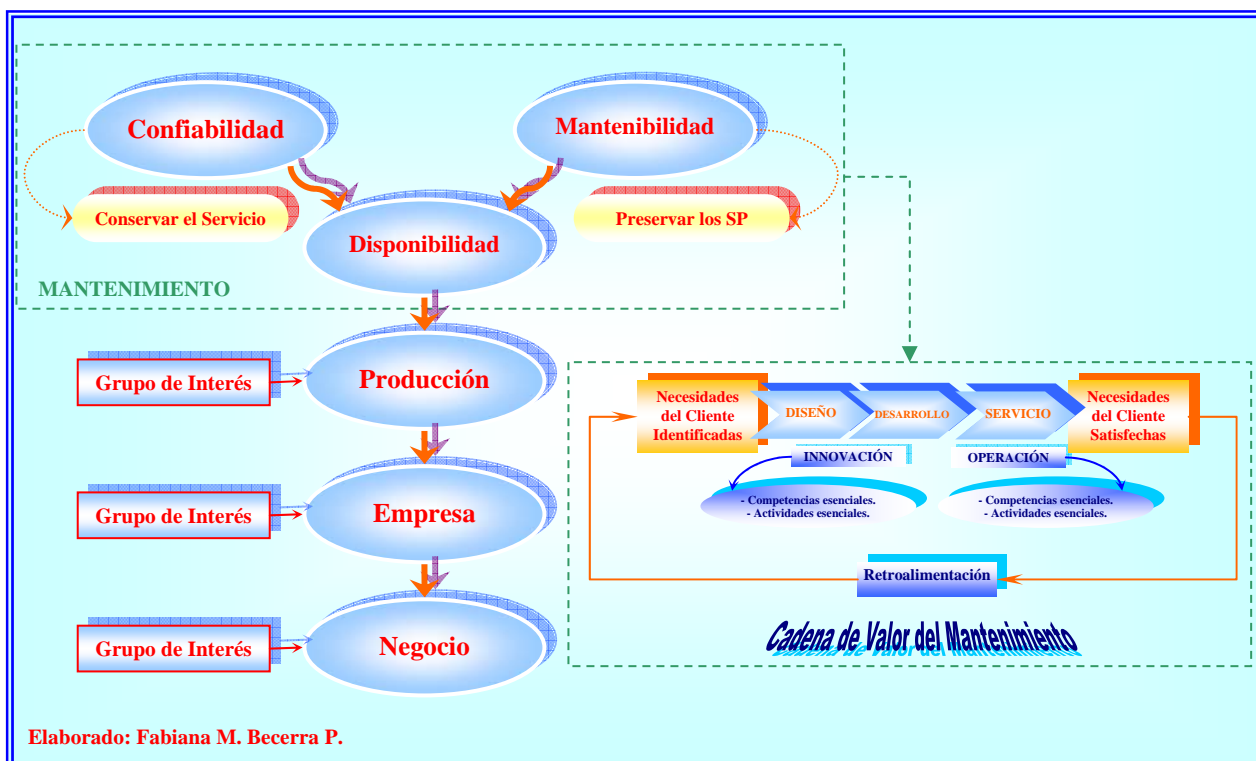 Confiabilidad
Mantenibilidad
Conservar el Servicio
Preservar los SP
Disponibilidad
MANTENIMIENTO
Grupo de Interés
Producción
Grupo de Interés
Empresa
Grupo de Interés
Negocio
Necesidades
del Cliente
Identificadas
DISEÑO
DESARROLLO
SERVICIO
Necesidades
del Cliente
Satisfechas
INNOVACIÓN
OPERACIÓN
- Competencias esenciales.
- Actividades esenciales.
- Competencias esenciales.
- Actividades esenciales.
Retroalimentación
Cadena de Valor del Mantenimiento
Elaborado: Fabiana M. Becerra P.